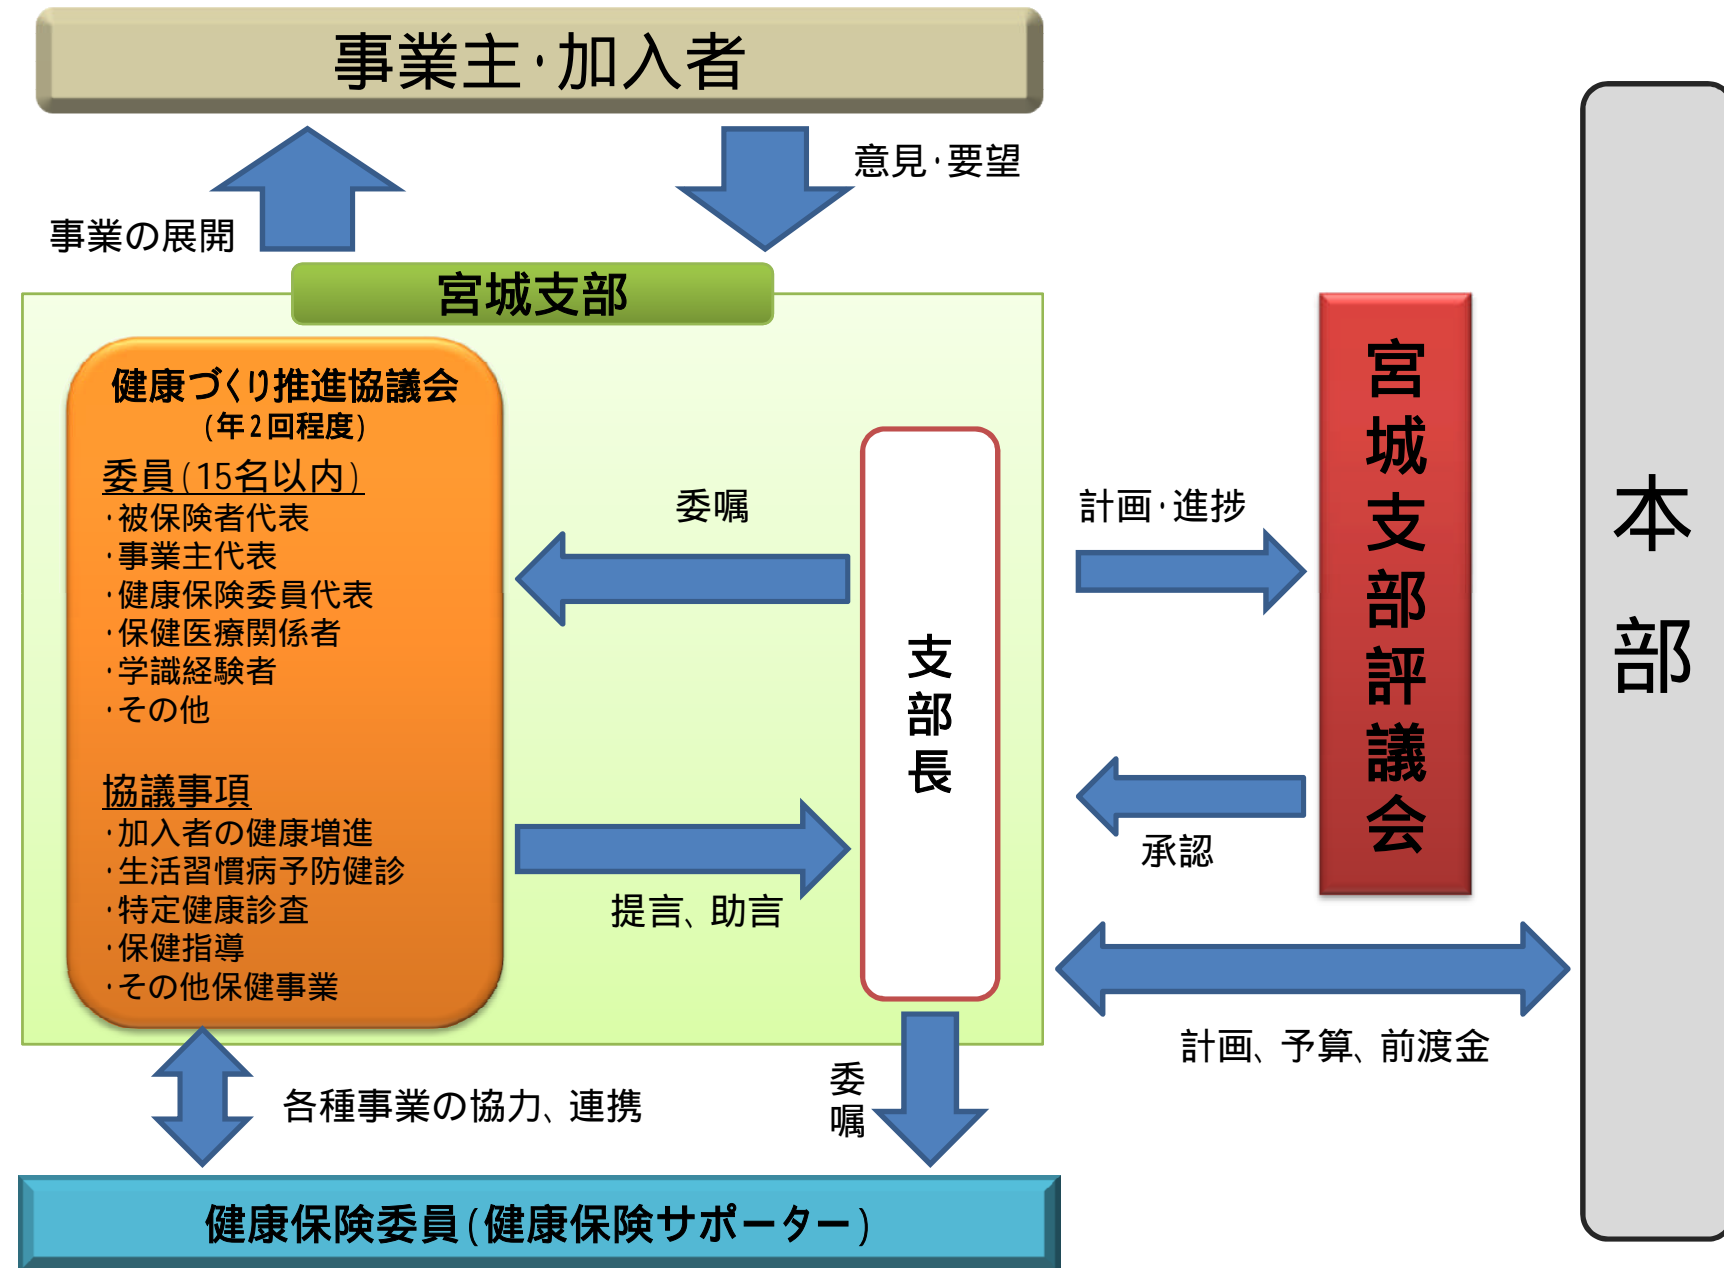 事業主・加入者
意見・要望
事業の展開
宮城支部
健康づくり推進協議会
(年2回程度)
委員(15名以内)
・被保険者代表
・事業主代表
・健康保険委員代表
・保健医療関係者
・学識経験者
・その他
協議事項
・加入者の健康増進
・生活習慣病予防健診
・特定健康診査
・保健指導
・その他保健事業
委嘱
提言、助言
支部長
計画・進捗
承認
宮城支部評議会
本部
計画、予算、前渡金
各種事業の協力、連携
委嘱
健康保険委員(健康保険サポーター)